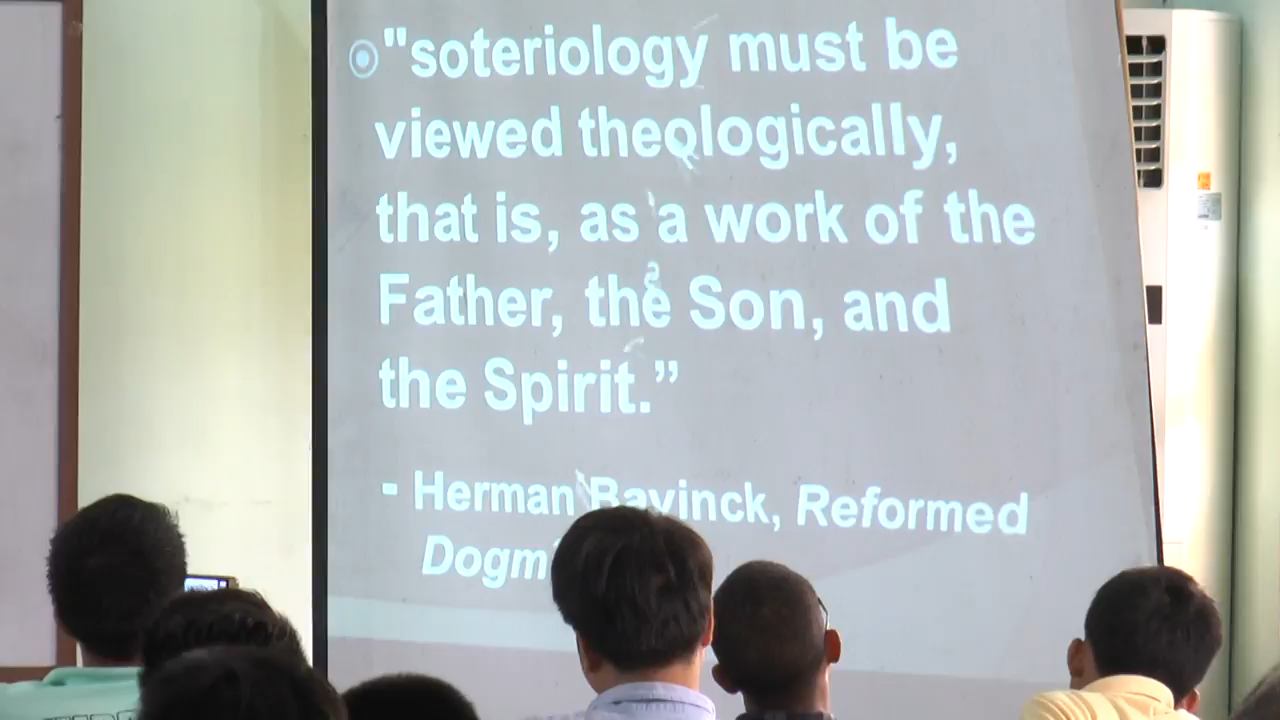 "soteriology must be
viewed theologically,
that is, as a work of the
Father, the Son, and
the Spirit.”
- Herman Bavinck, Reformed